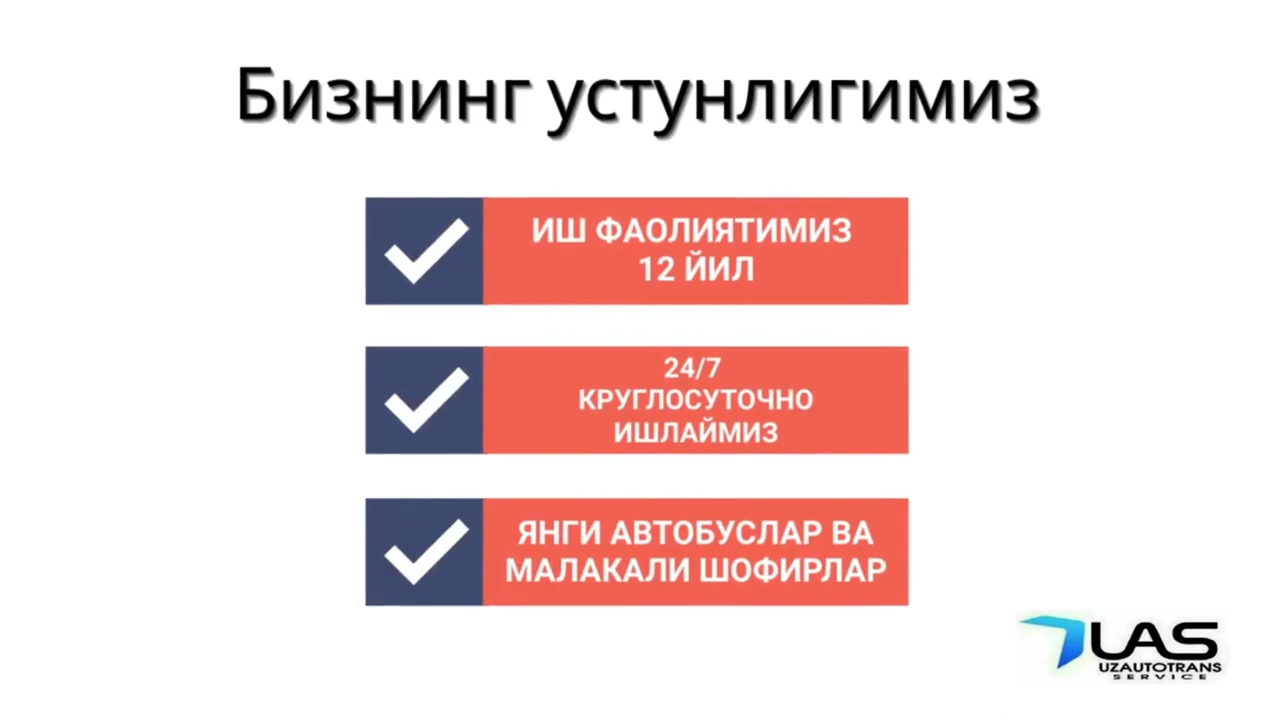 Бизнинг устунлигимиз
ИШ ФАОЛИЯТИМИЗ
12 ЙИЛ
24/7
КРУГЛОСУТОЧНО
ИШЛАЙМИЗ
ЯНГИ АВТОБУСЛАР ВА
МАЛАКАЛИ ШОФИРЛАР
UAS
UZAUTOTRANS
SERVICE